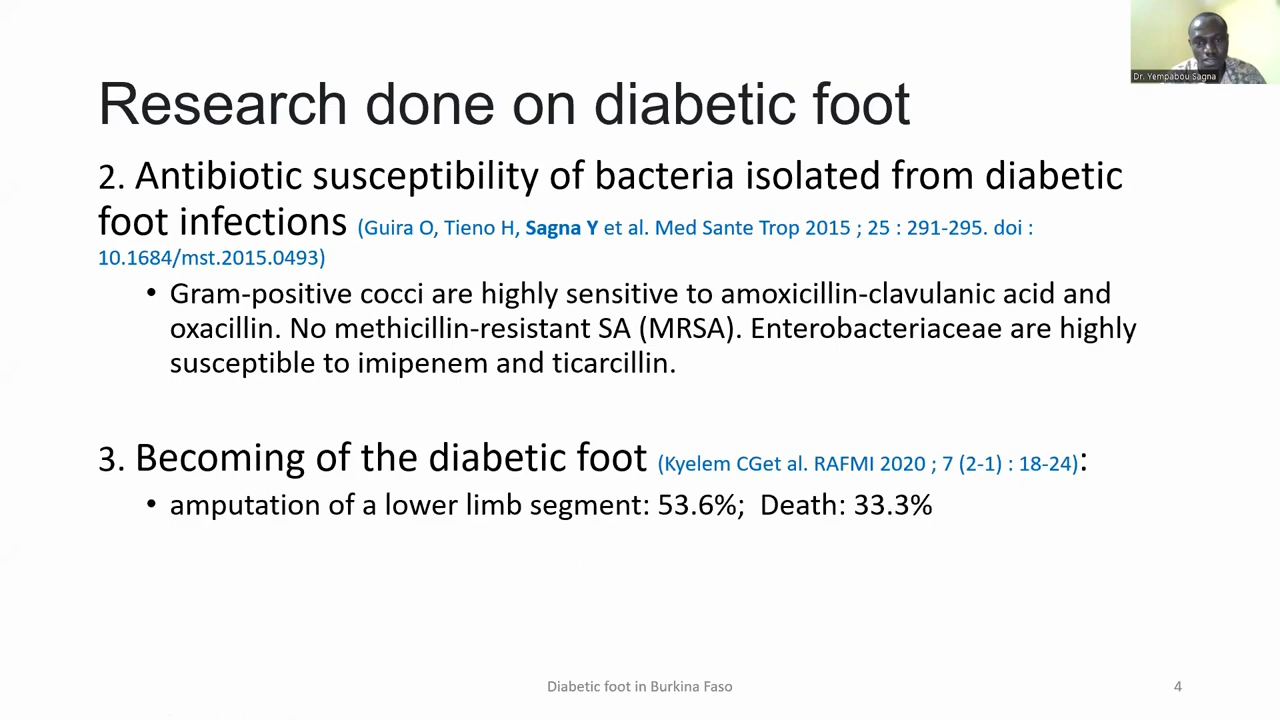 Dr. Yempabou Sagna
Research done on diabetic foot
2. Antibiotic susceptibility of bacteria isolated from diabetic
foot infections (Guira O, Tieno H, Sagna Y et al. Med Sante Trop 2015 ; 25 : 291-295. doi :
10.1684/mst.2015.0493)
• Gram-positive cocci are highly sensitive to amoxicillin-clavulanic acid and
oxacillin. No methicillin-resistant SA (MRSA). Enterobacteriaceae are highly
susceptible to imipenem and ticarcillin.
3. Becoming of the diabetic foot (Kyelem CGet al. RAFMI 2020 ; 7 (2-1) : 18-24):
• amputation of a lower limb segment: 53.6%; Death: 33.3%
Diabetic foot in Burkina Faso
4